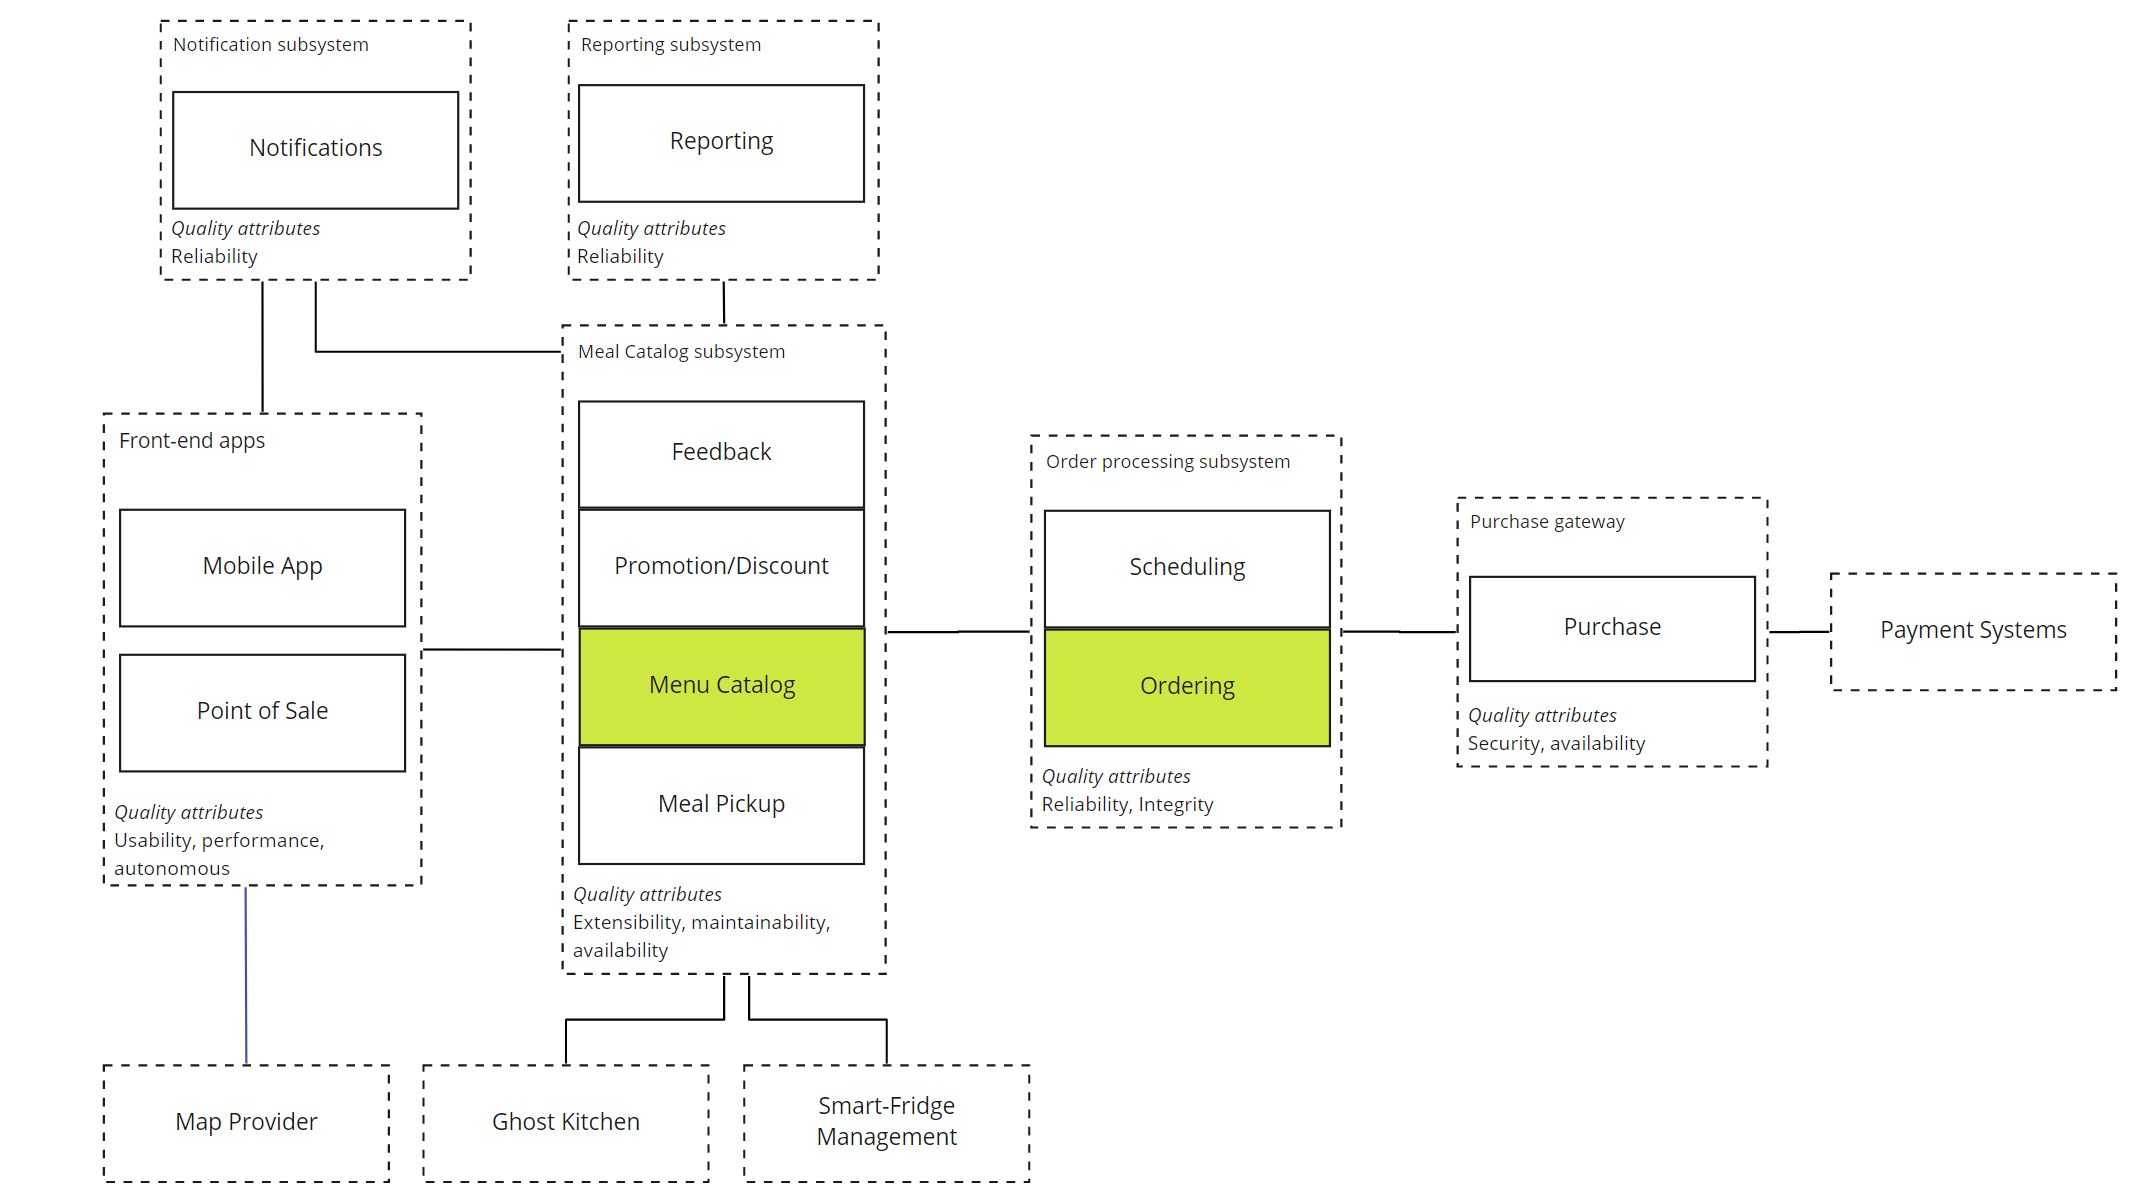 Notification subsystem
Notifications
Quality attributes
Reliability
Reporting subsystem
Reporting
Quality attributes
Reliability
Front-end apps
Mobile App
Point of Sale
Quality attributes
Usability, performance,
autonomous
Meal Catalog subsystem
Feedback
Promotion/Discount
Menu Catalog
Meal Pickup
Quality attributes
Extensibility, maintainability,
availability
Order processing subsystem
Scheduling
Ordering
Quality attributes
Reliability, Integrity
Purchase gateway
Purchase
Quality attributes
Security, availability
Payment Systems
Map Provider
Ghost Kitchen
Smart-Fridge
Management